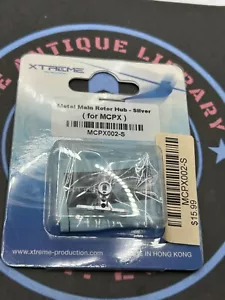 THE ANTIQUE LIBRARY
XTREME
Metal Main Rotor Hub - Silver
( for MCPX )
MCPX002-S
MCPX002-S
$15.99
www.xtreme-production.com
MADE IN HONG KONG